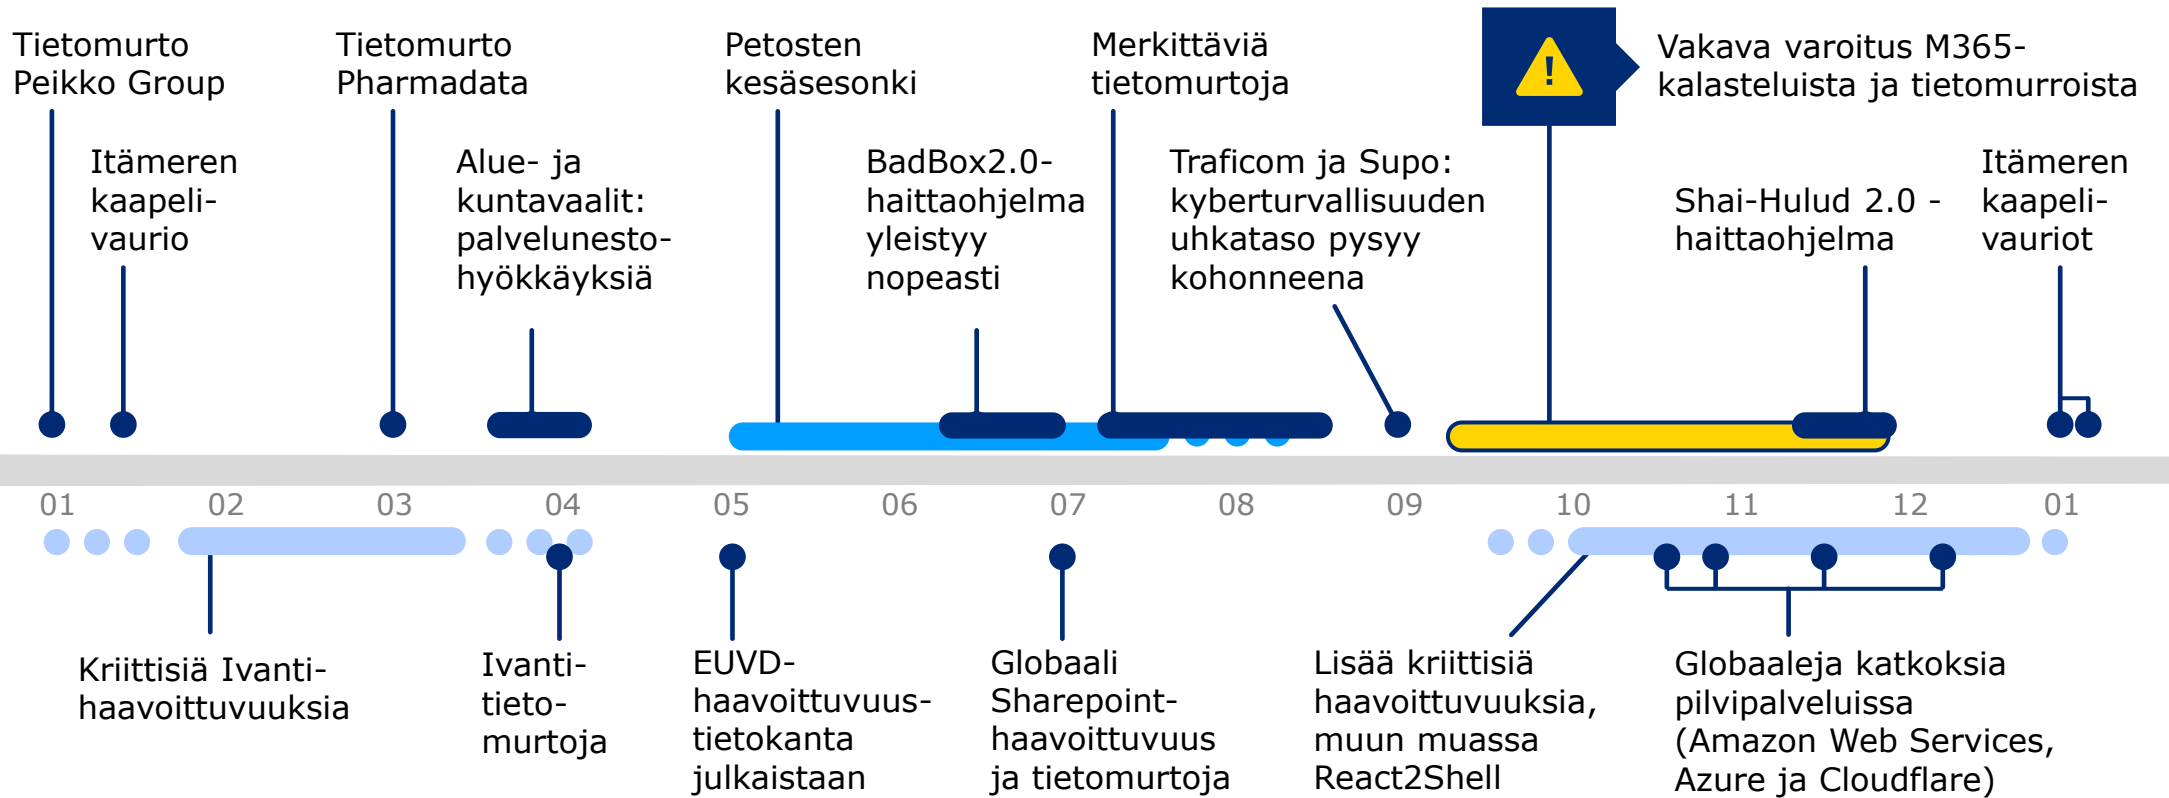 Tietomurto
Peikko Group
Itämeren
kaapeli-
vaurio
Tietomurto
Pharmadata
Alue- ja
kuntavaalit:
palvelunesto-
hyökkäyksiä
Petosten
kesäsesonki
BadBox2.0-
haittaohjelma
yleistyy
nopeasti
Merkittäviä
tietomurtoja
Traficom ja Supo:
kyberturvallisuuden
uhkataso pysyy
kohonneena
!
Vakava varoitus M365-
kalasteluista ja tietomurroista
Shai-Hulud 2.0 -
haittaohjelma
Itämeren
kaapeli-
vauriot
01 02 03 04 05 06 07 08 09 10 11 12 01
Kriittisiä Ivanti-
haavoittuvuuksia
Ivanti-
tieto-
murtoja
EUVD-
haavoittuvuus-
tietokanta
julkaistaan
Globaali
Sharepoint-
haavoittuvuus
ja tietomurtoja
Lisää kriittisiä
haavoittuvuuksia,
muun muassa
React2Shell
Globaaleja katkoksia
pilvipalveluissa
(Amazon Web Services,
Azure ja Cloudflare)